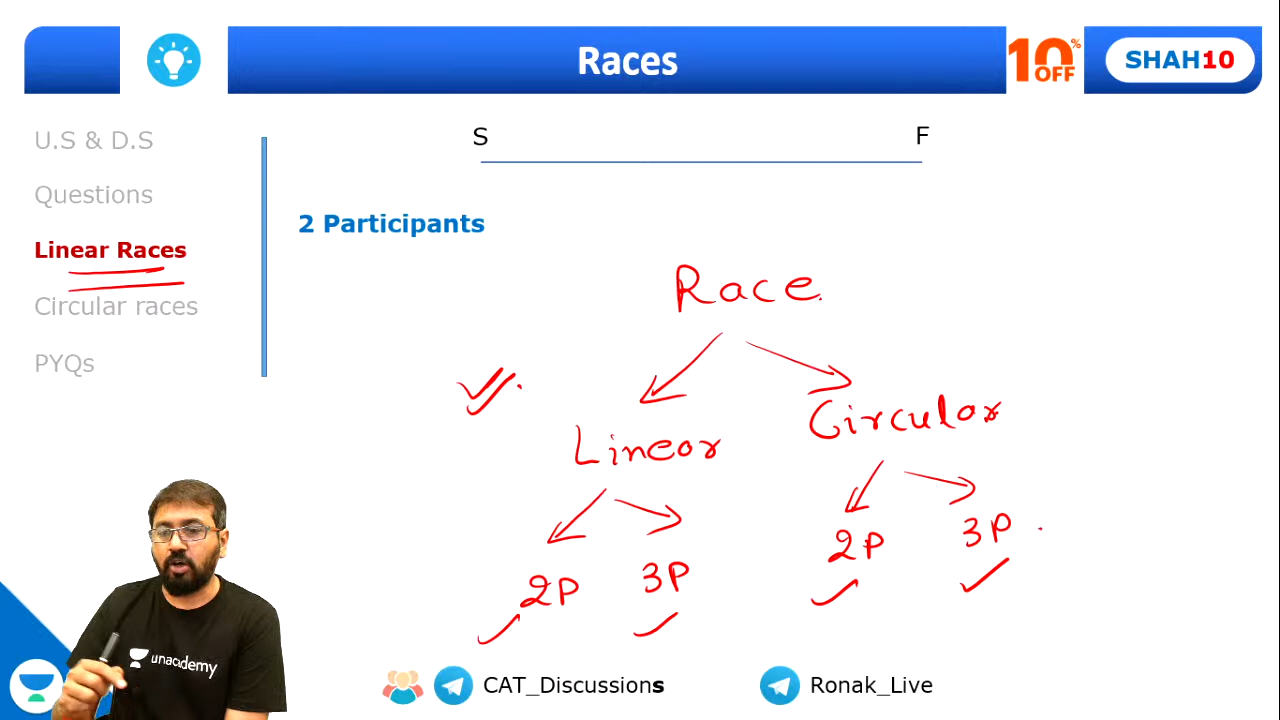 Races
10% OFF
SHAH10
U.S & D.S
Questions
Linear Races
Circular races
PYQs
S
F
2 Participants
Race
Linear
Circular
2P
3P
2P
3P
unacademy
CAT_Discussions
Ronak_Live